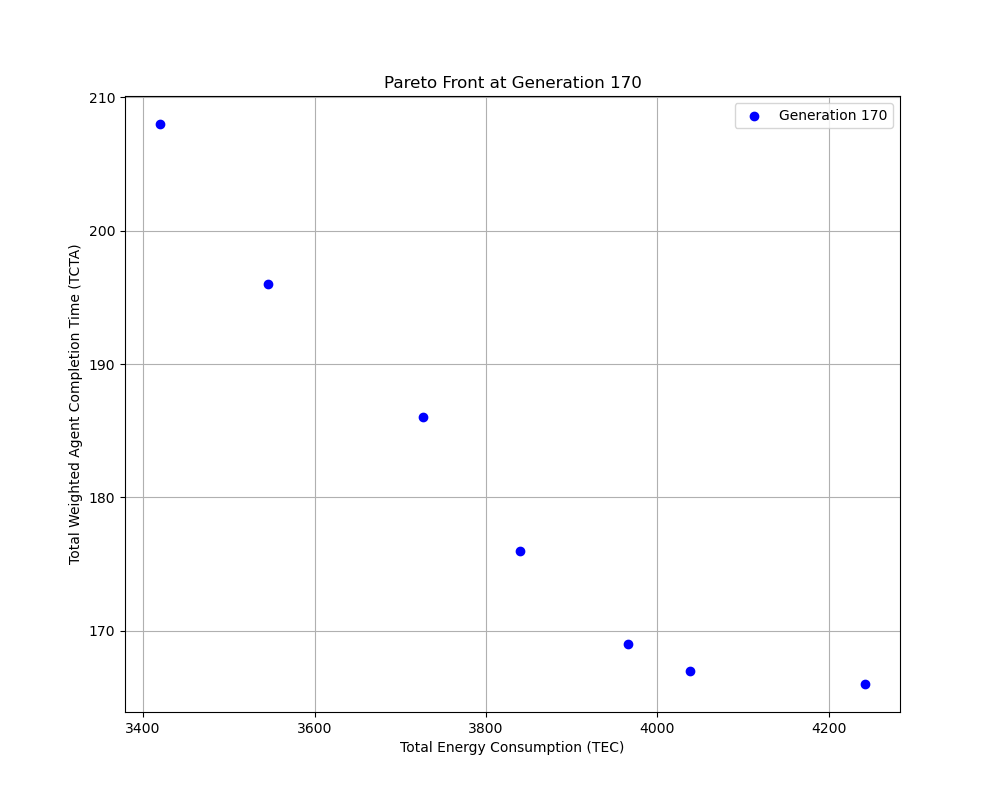 Pareto Front at Generation 170
Generation 170
Total Weighted Agent Completion Time (TCTA)
210
200
190
180
170
3400
3600
3800
4000
4200
Total Energy Consumption (TEC)